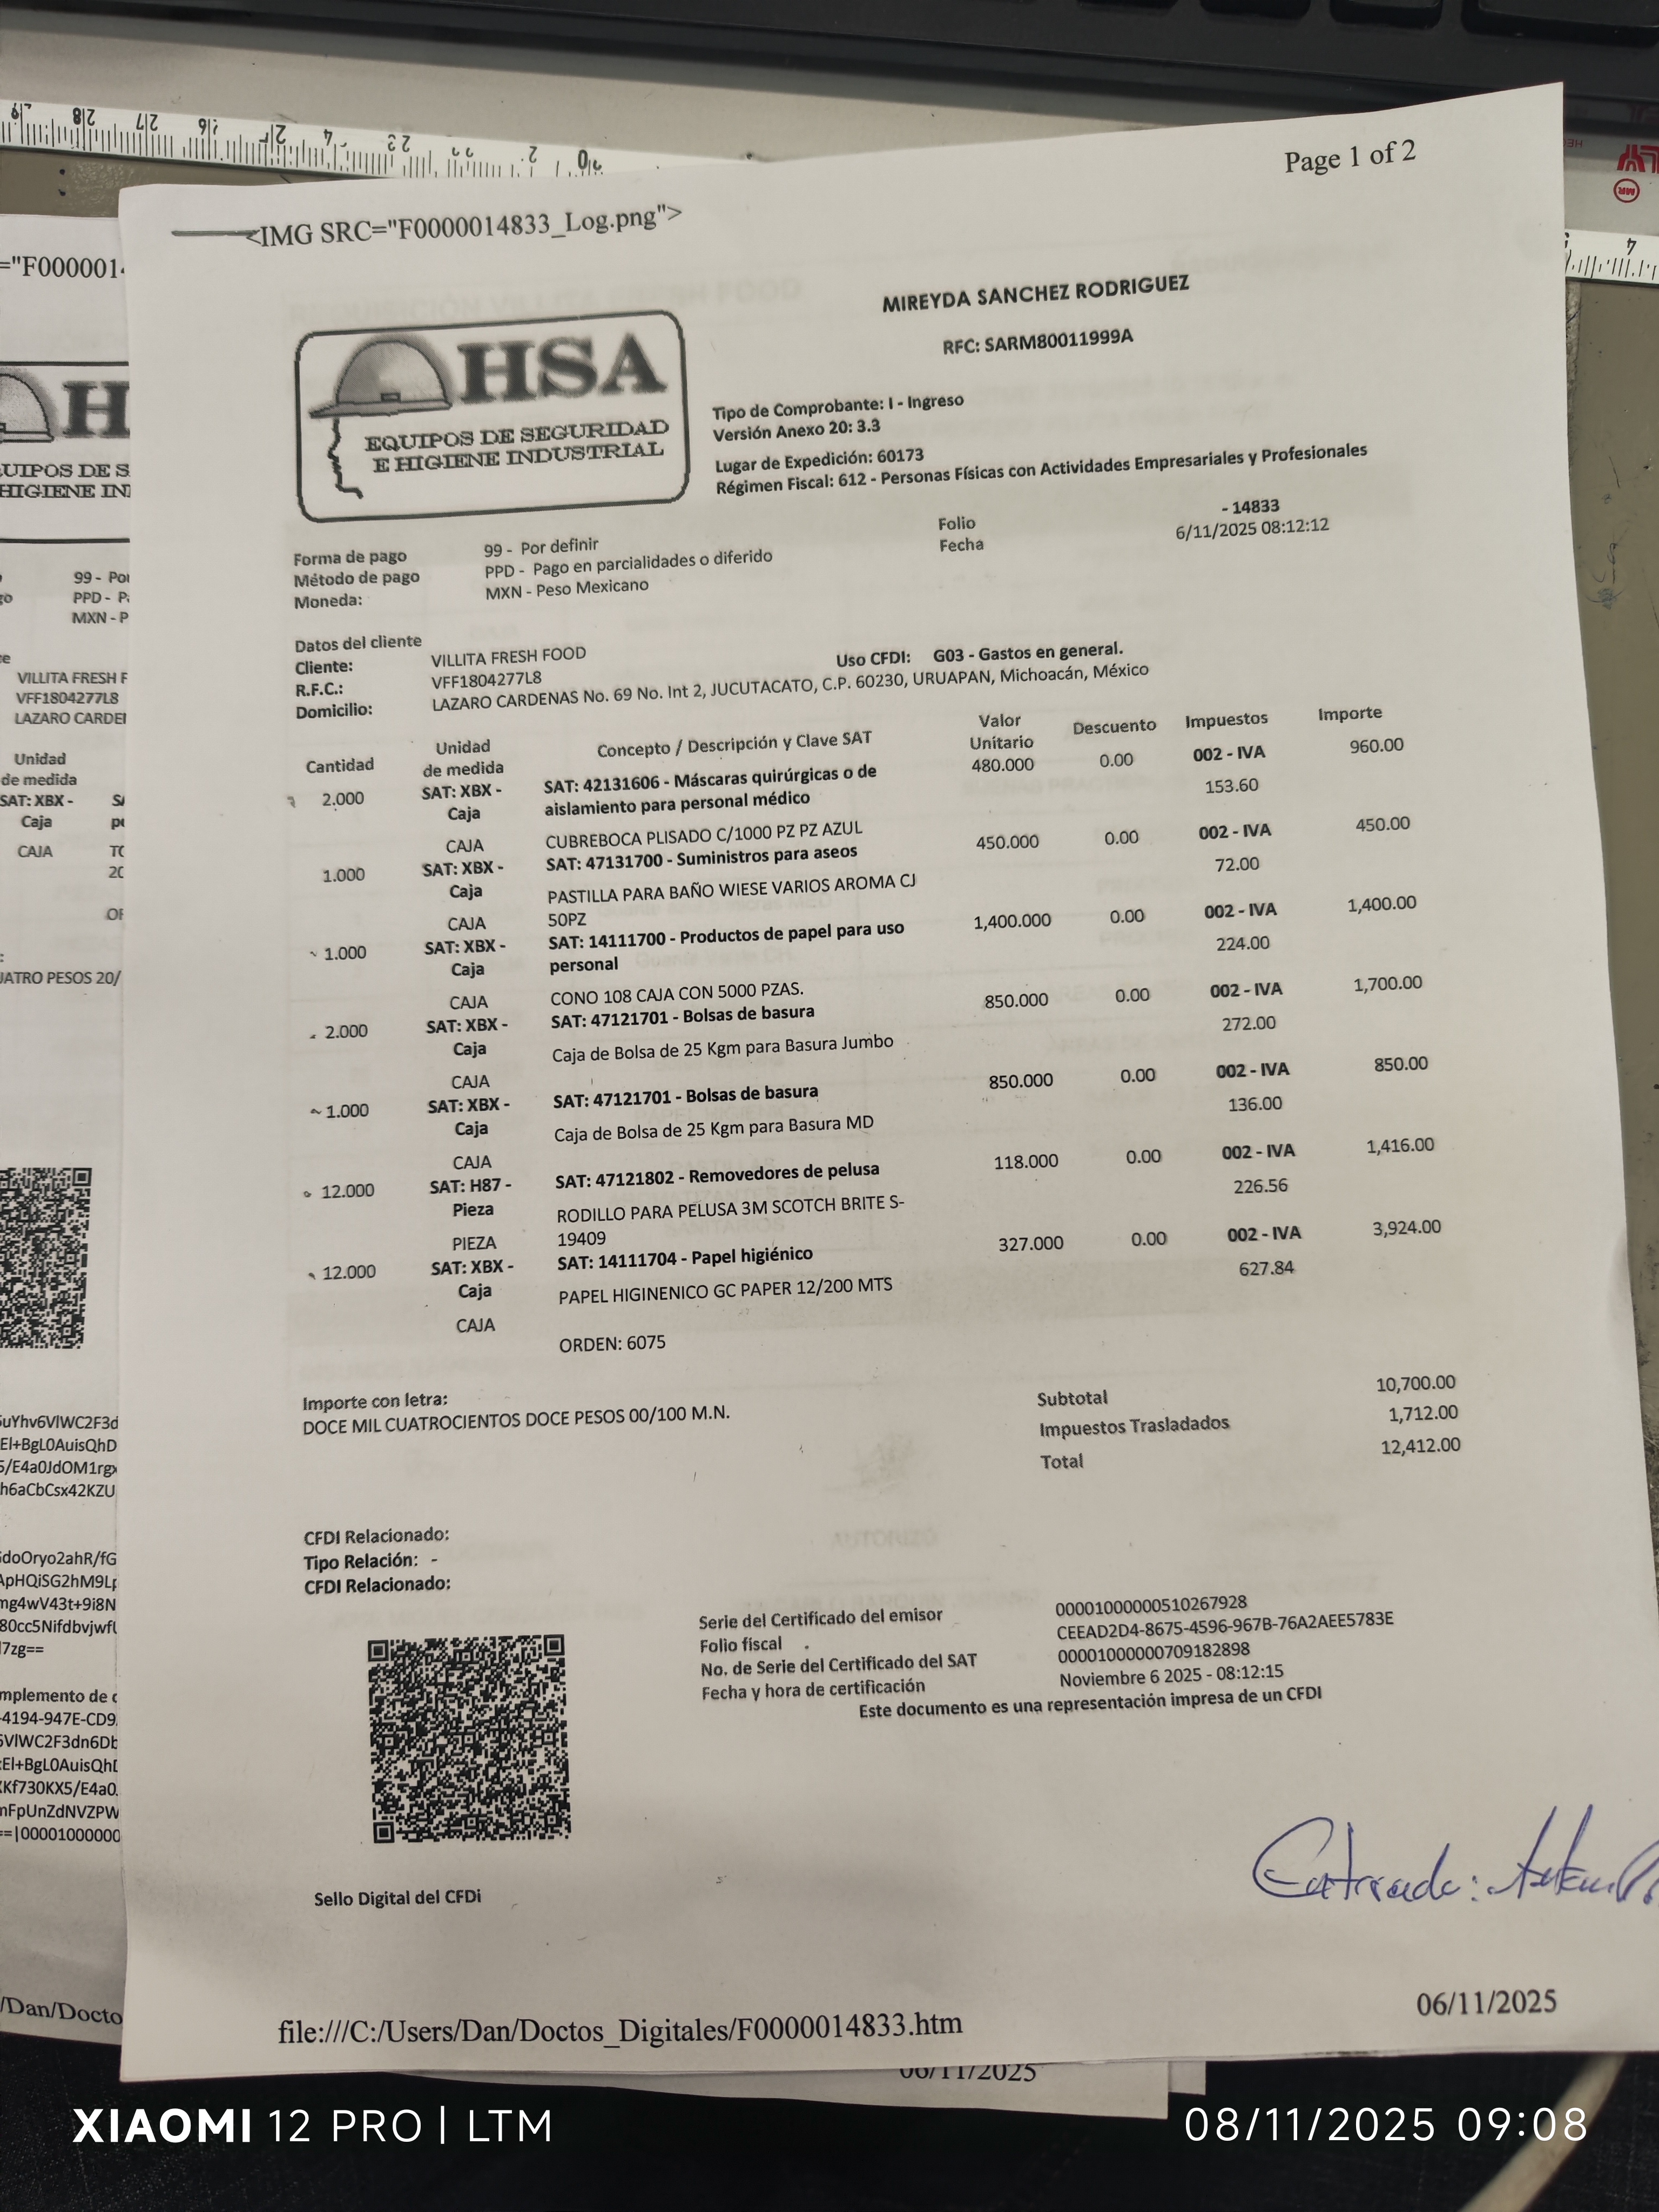 Page 1 of 2
<IMG SRC="F0000014833_Log.png">
MIREYDA SANCHEZ RODRIGUEZ
RFC: SARM80011999A
HSA
EQUIPOS DE SEGURIDAD
E HIGIENE INDUSTRIAL
Tipo de Comprobante: I - Ingreso
Versión Anexo 20: 3.3
Lugar de Expedición: 60173
Régimen Fiscal: 612 - Personas Físicas con Actividades Empresariales y Profesionales
Folio - 14833
Fecha 6/11/2025 08:12:12
Forma de pago 99 - Por definir
Método de pago PPD - Pago en parcialidades o diferido
Moneda: MXN - Peso Mexicano
Datos del cliente
Cliente: VILLITA FRESH FOOD Uso CFDI: G03 - Gastos en general.
R.F.C.: VFF1804277L8
Domicilio: LAZARO CARDENAS No. 69 No. Int 2, JUCUTACATO, C.P. 60230, URUAPAN, Michoacán, México
Cantidad Unidad de medida Concepto / Descripción y Clave SAT Valor Unitario Descuento Impuestos Importe
2.000 SAT: XBX - Caja SAT: 42131606 - Máscaras quirúrgicas o de aislamiento para personal médico 480.000 0.00 002 - IVA 960.00
153.60
CAJA CUBREBOCA PLISADO C/1000 PZ PZ AZUL
1.000 SAT: XBX - Caja SAT: 47131700 - Suministros para aseos 450.000 0.00 002 - IVA 450.00
72.00
CAJA PASTILLA PARA BAÑO WIESE VARIOS AROMA CJ 50PZ
1.000 SAT: XBX - Caja SAT: 14111700 - Productos de papel para uso personal 1,400.000 0.00 002 - IVA 1,400.00
224.00
CAJA CONO 108 CAJA CON 5000 PZAS.
2.000 SAT: XBX - Caja SAT: 47121701 - Bolsas de basura 850.000 0.00 002 - IVA 1,700.00
272.00
CAJA Caja de Bolsa de 25 Kgm para Basura Jumbo
1.000 SAT: XBX - Caja SAT: 47121701 - Bolsas de basura 850.000 0.00 002 - IVA 850.00
136.00
CAJA Caja de Bolsa de 25 Kgm para Basura MD
12.000 SAT: H87 - Pieza SAT: 47121802 - Removedores de pelusa 118.000 0.00 002 - IVA 1,416.00
226.56
PIEZA RODILLO PARA PELUSA 3M SCOTCH BRITE S-19409
12.000 SAT: XBX - Caja SAT: 14111704 - Papel higiénico 327.000 0.00 002 - IVA 3,924.00
627.84
CAJA PAPEL HIGINENICO GC PAPER 12/200 MTS
ORDEN: 6075
Importe con letra:
DOCE MIL CUATROCIENTOS DOCE PESOS 00/100 M.N.
Subtotal 10,700.00
Impuestos Trasladados 1,712.00
Total 12,412.00
CFDI Relacionado:
Tipo Relación: -
CFDI Relacionado:
Serie del Certificado del emisor 00001000000510267928
Folio fiscal CEEAD2D4-8675-4596-967B-76A2AEE5783E
No. de Serie del Certificado del SAT 00001000000709182898
Fecha y hora de certificación Noviembre 6 2025 - 08:12:15
Este documento es una representación impresa de un CFDI
Sello Digital del CFDi
file:///C:/Users/Dan/Doctos_Digitales/F0000014833.htm
06/11/2025
06/11/2025
XIAOMI 12 PRO | LTM
08/11/2025 09:08